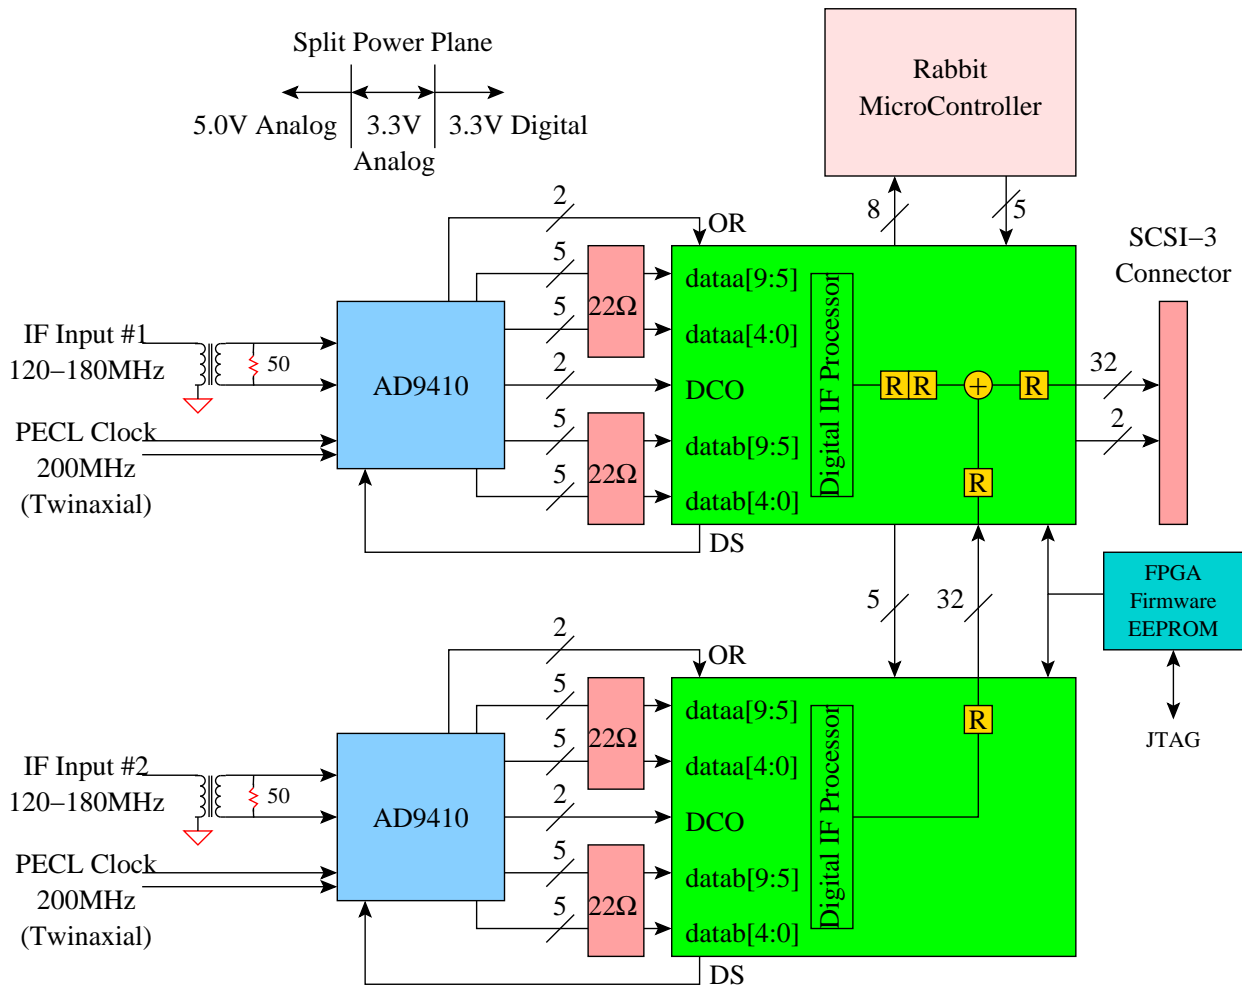 Split Power Plane
5.0V Analog
3.3V
Analog
3.3V Digital
Rabbit
MicroController
8
5
SCSI–3
Connector
2
OR
5
22Ω
dataa[9:5]
5
dataa[4:0]
IF Input #1
120–180MHz
50
AD9410
2
DCO
Digital IF Processor
R
R
+
R
32
2
PECL Clock
200MHz
(Twinaxial)
5
22Ω
datab[9:5]
5
datab[4:0]
R
DS
5
32
FPGA
Firmware
EEPROM
JTAG
2
OR
5
22Ω
dataa[9:5]
5
dataa[4:0]
R
IF Input #2
120–180MHz
50
AD9410
2
DCO
Digital IF Processor
PECL Clock
200MHz
(Twinaxial)
5
22Ω
datab[9:5]
5
datab[4:0]
DS